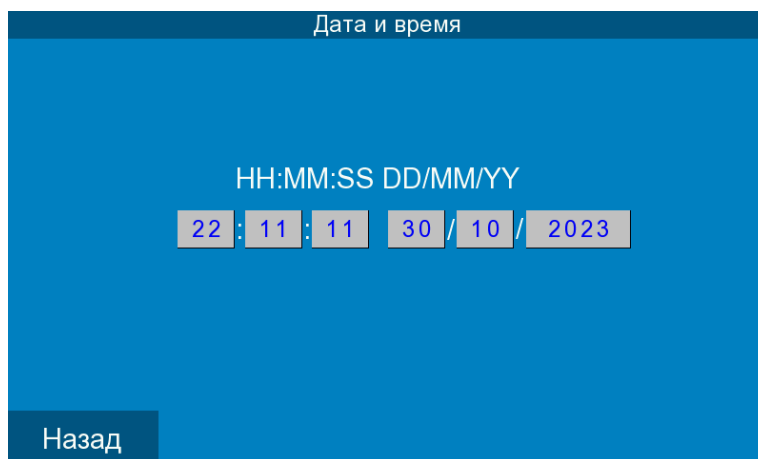 Дата и время
HH:MM:SS DD/MM/YY
22 : 11 : 11 30 / 10 / 2023
Назад